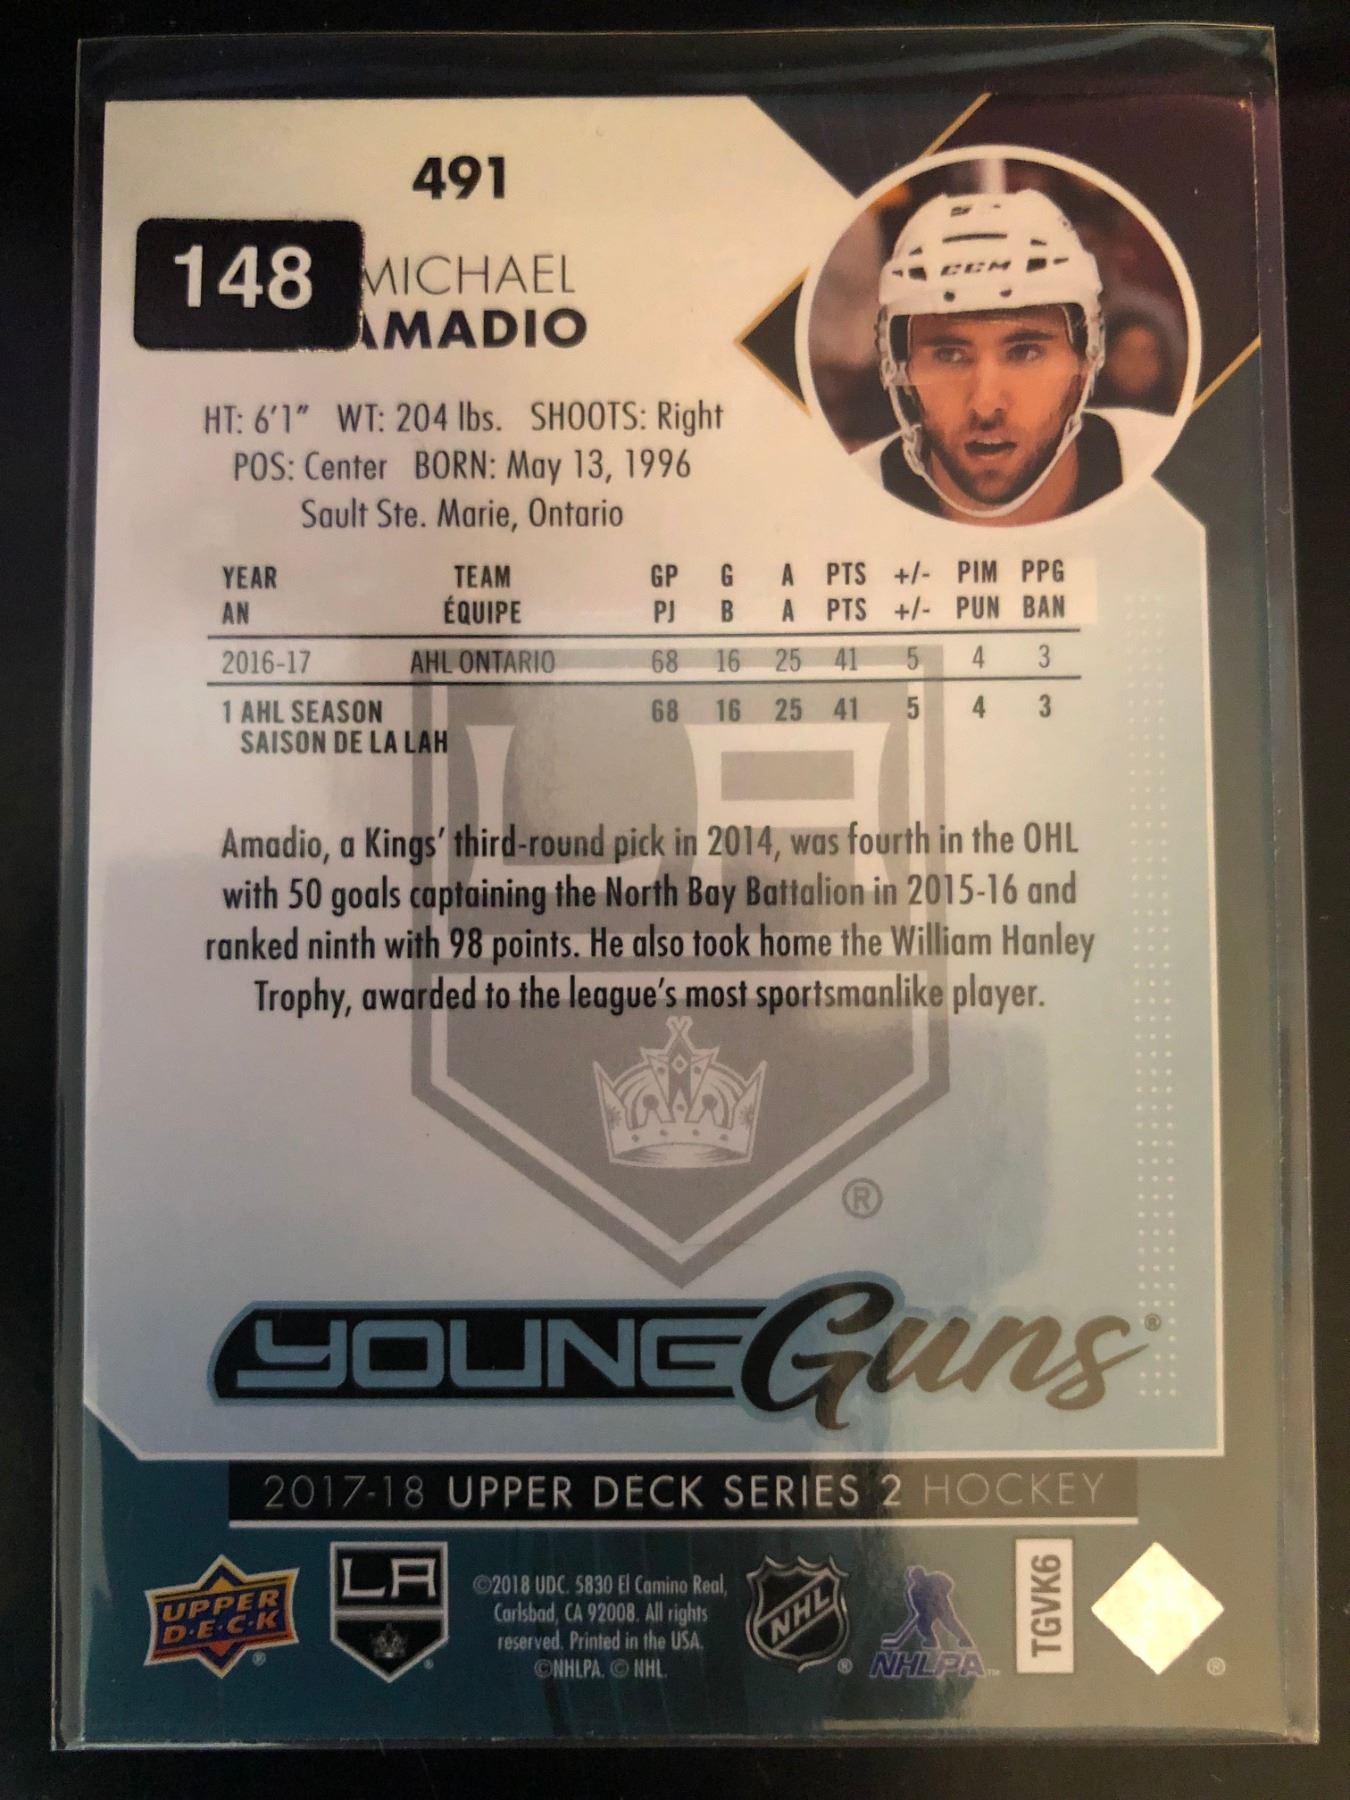 491
148
MICHAEL
AMADIO
CCM
HT: 6'1" WT: 204 lbs. SHOOTS: Right
POS: Center BORN: May 13, 1996
Sault Ste. Marie, Ontario
YEAR TEAM GP G A PTS +/- PIM PPG
AN ÉQUIPE PJ B A PTS +/- PUN BAN
2016-17 AHL ONTARIO 68 16 25 41 5 4 3
1 AHL SEASON 68 16 25 41 5 4 3
SAISON DE LA LAH
LA
Amadio, a Kings' third-round pick in 2014, was fourth in the OHL
with 50 goals captaining the North Bay Battalion in 2015-16 and
ranked ninth with 98 points. He also took home the William Hanley
Trophy, awarded to the league's most sportsmanlike player.
®
YOUNG Guns®
2017-18 UPPER DECK SERIES 2 HOCKEY
UPPER
D·E·C·K
®
LA
®
©2018 UDC. 5830 El Camino Real,
Carlsbad, CA 92008. All rights
reserved. Printed in the USA.
©NHLPA. © NHL.
NHL
®
NHLPA™
TGVK6
®